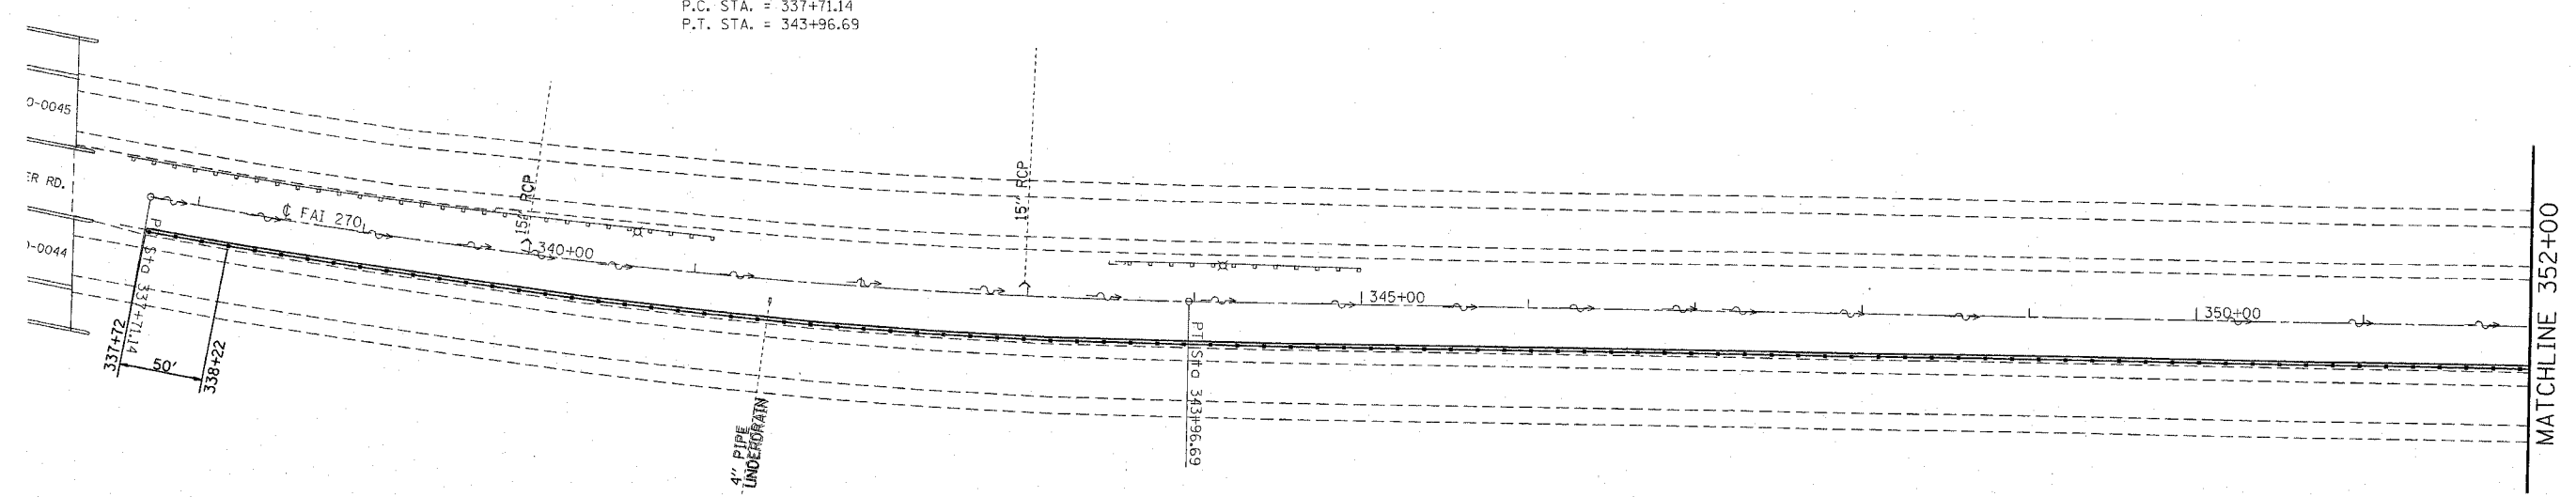 P.C. STA. = 337+71.14
P.T. STA. = 343+96.69
0-0045
ER RD.
0-0044
℄ FAI 270
15" RCP
340+00
15" RCP
345+00
350+00
MATCHLINE 352+00
Sta 337+71.14
337+72
50'
338+22
4" PIPE
UNDERDRAIN
PT Sta 343+96.69